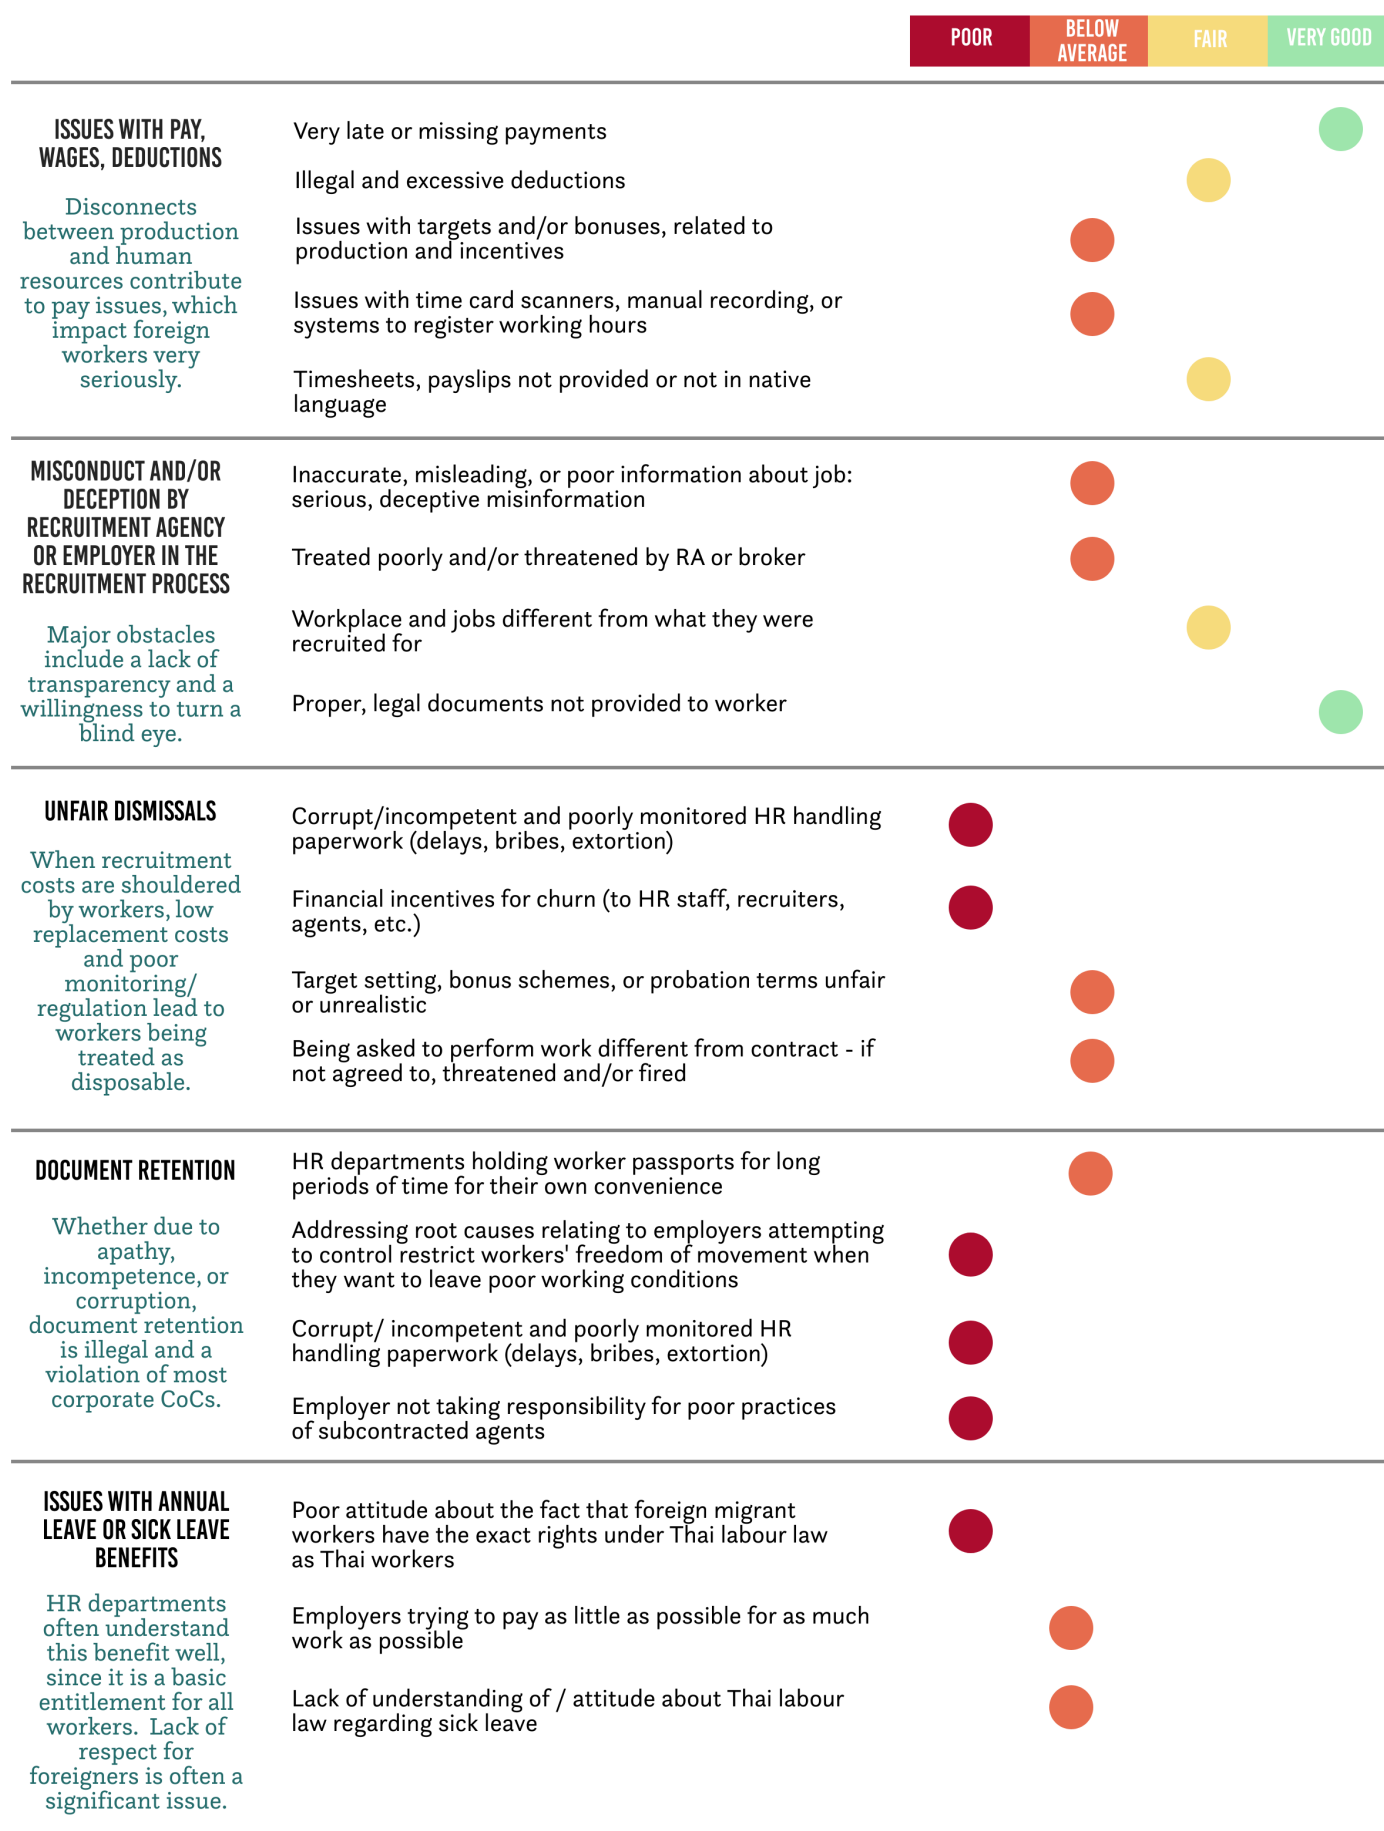 POOR
BELOW
AVERAGE
FAIR
VERY GOOD
ISSUES WITH PAY,
WAGES, DEDUCTIONS
Disconnects
between production
and human
resources contribute
to pay issues, which
impact foreign
workers very
seriously.
Very late or missing payments
Illegal and excessive deductions
Issues with targets and/or bonuses, related to
production and incentives
Issues with time card scanners, manual recording, or
systems to register working hours
Timesheets, payslips not provided or not in native
language
MISCONDUCT AND/OR
DECEPTION BY
RECRUITMENT AGENCY
OR EMPLOYER IN THE
RECRUITMENT PROCESS
Major obstacles
include a lack of
transparency and a
willingness to turn a
blind eye.
Inaccurate, misleading, or poor information about job:
serious, deceptive misinformation
Treated poorly and/or threatened by RA or broker
Workplace and jobs different from what they were
recruited for
Proper, legal documents not provided to worker
UNFAIR DISMISSALS
When recruitment
costs are shouldered
by workers, low
replacement costs
and poor
monitoring/
regulation lead to
workers being
treated as
disposable.
Corrupt/incompetent and poorly monitored HR handling
paperwork (delays, bribes, extortion)
Financial incentives for churn (to HR staff, recruiters,
agents, etc.)
Target setting, bonus schemes, or probation terms unfair
or unrealistic
Being asked to perform work different from contract - if
not agreed to, threatened and/or fired
DOCUMENT RETENTION
Whether due to
apathy,
incompetence, or
corruption,
document retention
is illegal and a
violation of most
corporate CoCs.
HR departments holding worker passports for long
periods of time for their own convenience
Addressing root causes relating to employers attempting
to control restrict workers' freedom of movement when
they want to leave poor working conditions
Corrupt/ incompetent and poorly monitored HR
handling paperwork (delays, bribes, extortion)
Employer not taking responsibility for poor practices
of subcontracted agents
ISSUES WITH ANNUAL
LEAVE OR SICK LEAVE
BENEFITS
HR departments
often understand
this benefit well,
since it is a basic
entitlement for all
workers. Lack of
respect for
foreigners is often a
significant issue.
Poor attitude about the fact that foreign migrant
workers have the exact rights under Thai labour law
as Thai workers
Employers trying to pay as little as possible for as much
work as possible
Lack of understanding of / attitude about Thai labour
law regarding sick leave